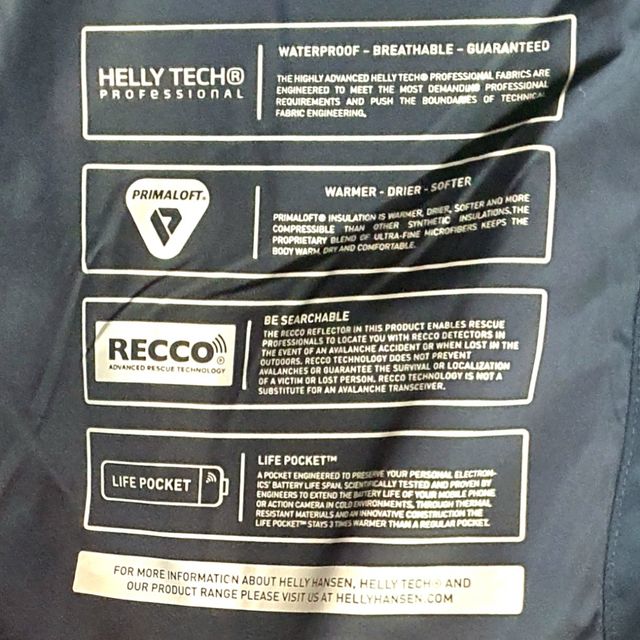 HELLY TECH®
PROFESSIONAL
WATERPROOF - BREATHABLE - GUARANTEED
THE HIGHLY ADVANCED HELLY TECH® PROFESSIONAL FABRICS ARE
ENGINEERED TO MEET THE MOST DEMANDING PROFESSIONAL
REQUIREMENTS AND PUSH THE BOUNDARIES OF TECHNICAL
FABRIC ENGINEERING.
PRIMALOFT®
WARMER - DRIER - SOFTER
PRIMALOFT® INSULATION IS WARMER, DRIER, SOFTER AND MORE
COMPRESSIBLE THAN OTHER SYNTHETIC INSULATIONS.THE
PROPRIETARY BLEND OF ULTRA-FINE MICROFIBERS KEEPS THE
BODY WARM, DRY AND COMFORTABLE.
RECCO®
ADVANCED RESCUE TECHNOLOGY
BE SEARCHABLE
THE RECCO REFLECTOR IN THIS PRODUCT ENABLES RESCUE
PROFESSIONALS TO LOCATE YOU WITH RECCO DETECTORS IN
THE EVENT OF AN AVALANCHE ACCIDENT OR WHEN LOST IN THE
OUTDOORS. RECCO TECHNOLOGY DOES NOT PREVENT
AVALANCHES OR GUARANTEE THE SURVIVAL OR LOCALIZATION
OF A VICTIM OR LOST PERSON. RECCO TECHNOLOGY IS NOT A
SUBSTITUTE FOR AN AVALANCHE TRANSCEIVER.
LIFE POCKET
LIFE POCKET™
A POCKET ENGINEERED TO PRESERVE YOUR PERSONAL ELECTRON-
ICS' BATTERY LIFE SPAN. SCIENTIFICALLY TESTED AND PROVEN BY
ENGINEERS TO EXTEND THE BATTERY LIFE OF YOUR MOBILE PHONE
OR ACTION CAMERA IN COLD ENVIRONMENTS. THROUGH THERMAL
RESISTANT MATERIALS AND AN INNOVATIVE CONSTRUCTION THE
LIFE POCKET™ STAYS 3 TIMES WARMER THAN A REGULAR POCKET.
FOR MORE INFORMATION ABOUT HELLY HANSEN, HELLY TECH® AND
OUR PRODUCT RANGE PLEASE VISIT US AT HELLYHANSEN.COM